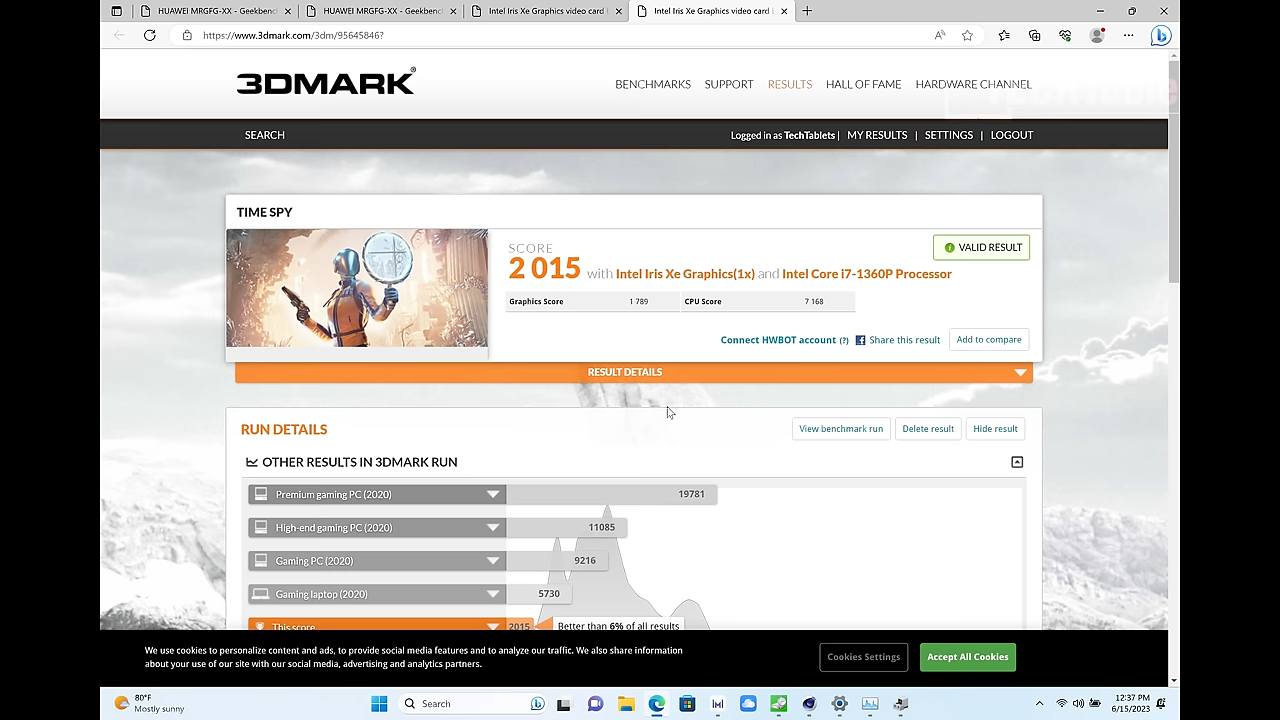 HUAWEI MRGFG-XX - Geekbenc
HUAWEI MRGFG-XX - Geekbenc
Intel Iris Xe Graphics video card
Intel Iris Xe Graphics video card
https://www.3dmark.com/3dm/95645846?
3DMARK®
BENCHMARKS SUPPORT RESULTS HALL OF FAME HARDWARE CHANNEL
SEARCH
Logged in as TechTablets | MY RESULTS | SETTINGS | LOGOUT
TIME SPY
SCORE
VALID RESULT
2 015 with Intel Iris Xe Graphics(1x) and Intel Core i7-1360P Processor
Graphics Score 1 789 CPU Score 7 168
Connect HWBOT account (?) Share this result Add to compare
RESULT DETAILS
RUN DETAILS
View benchmark run Delete result Hide result
OTHER RESULTS IN 3DMARK RUN
Premium gaming PC (2020) 19781
High-end gaming PC (2020) 11085
Gaming PC (2020) 9216
Gaming laptop (2020) 5730
This score 2015 Better than 6% of all results
We use cookies to personalize content and ads, to provide social media features and to analyze our traffic. We also share information
about your use of our site with our social media, advertising and analytics partners.
Cookies Settings
Accept All Cookies
80°F
Mostly sunny
Search
12:37 PM
6/15/2023